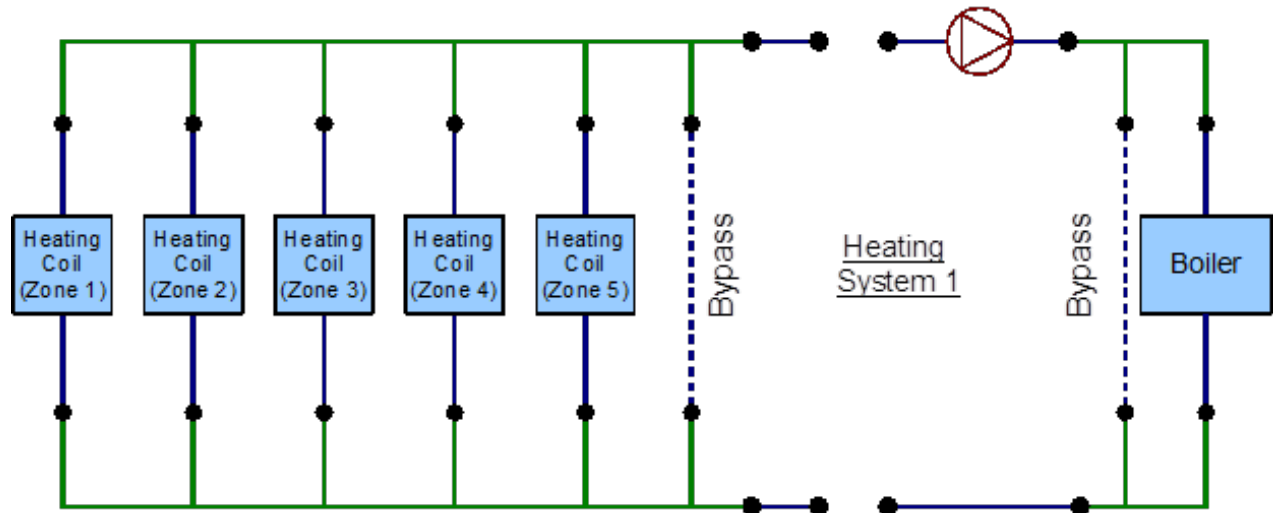 Heating
Coil
(Zone 1)
Heating
Coil
(Zone 2)
Heating
Coil
(Zone 3)
Heating
Coil
(Zone 4)
Heating
Coil
(Zone 5)
Bypass
Heating
System 1
Bypass
Boiler